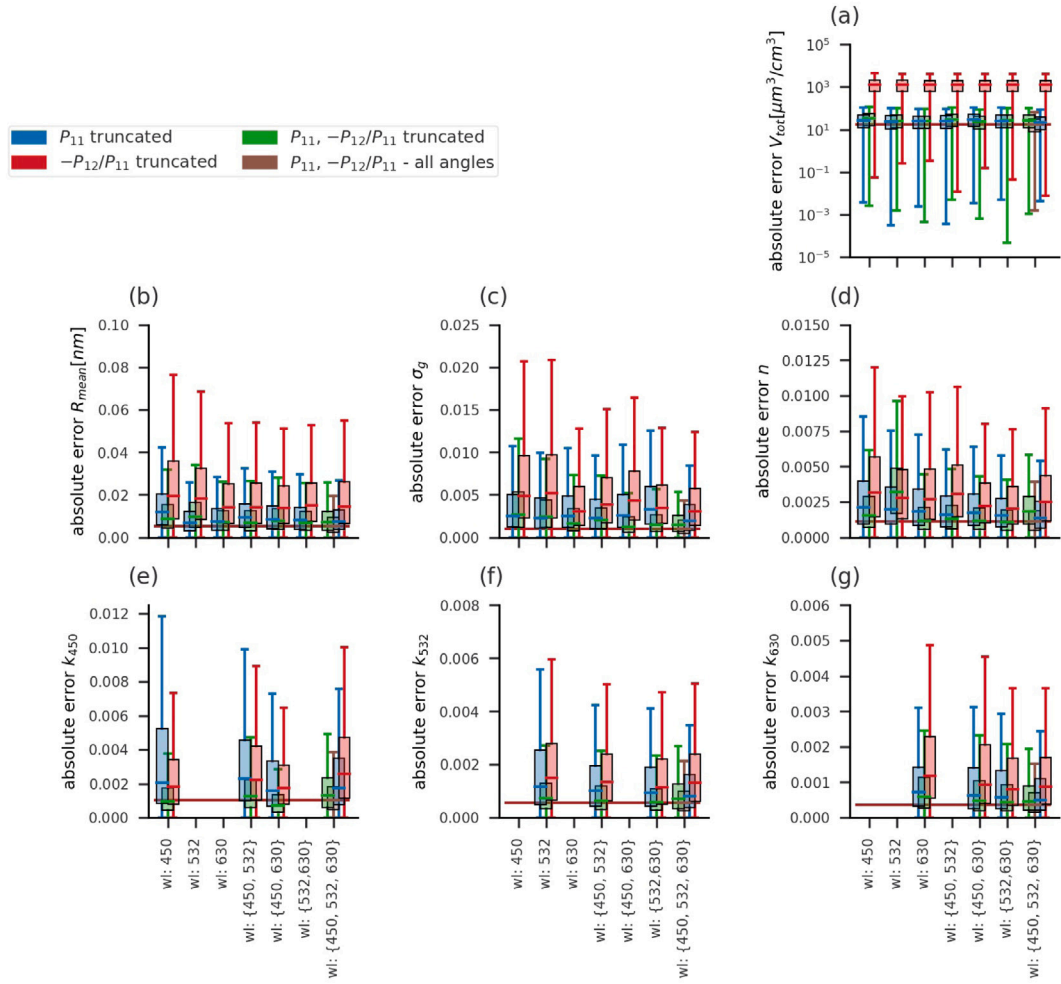 (a)
absolute error V_tot[μm³/cm³]
10⁵
10³
10¹
10⁻¹
10⁻³
10⁻⁵
P₁₁ truncated
−P₁₂/P₁₁ truncated
P₁₁, −P₁₂/P₁₁ truncated
P₁₁, −P₁₂/P₁₁ - all angles
(b)
absolute error R_mean[nm]
0.10
0.08
0.06
0.04
0.02
0.00
(c)
absolute error σ_g
0.025
0.020
0.015
0.010
0.005
0.000
(d)
absolute error n
0.0150
0.0125
0.0100
0.0075
0.0050
0.0025
0.0000
(e)
absolute error k₄₅₀
0.012
0.010
0.008
0.006
0.004
0.002
0.000
(f)
absolute error k₅₃₂
0.008
0.006
0.004
0.002
0.000
(g)
absolute error k₆₃₀
0.006
0.005
0.004
0.003
0.002
0.001
0.000
wl: 450
wl: 532
wl: 630
wl: {450, 532}
wl: {450, 630}
wl: {532,630}
wl: {450, 532, 630}
wl: 450
wl: 532
wl: 630
wl: {450, 532}
wl: {450, 630}
wl: {532,630}
wl: {450, 532, 630}
wl: 450
wl: 532
wl: 630
wl: {450, 532}
wl: {450, 630}
wl: {532,630}
wl: {450, 532, 630}